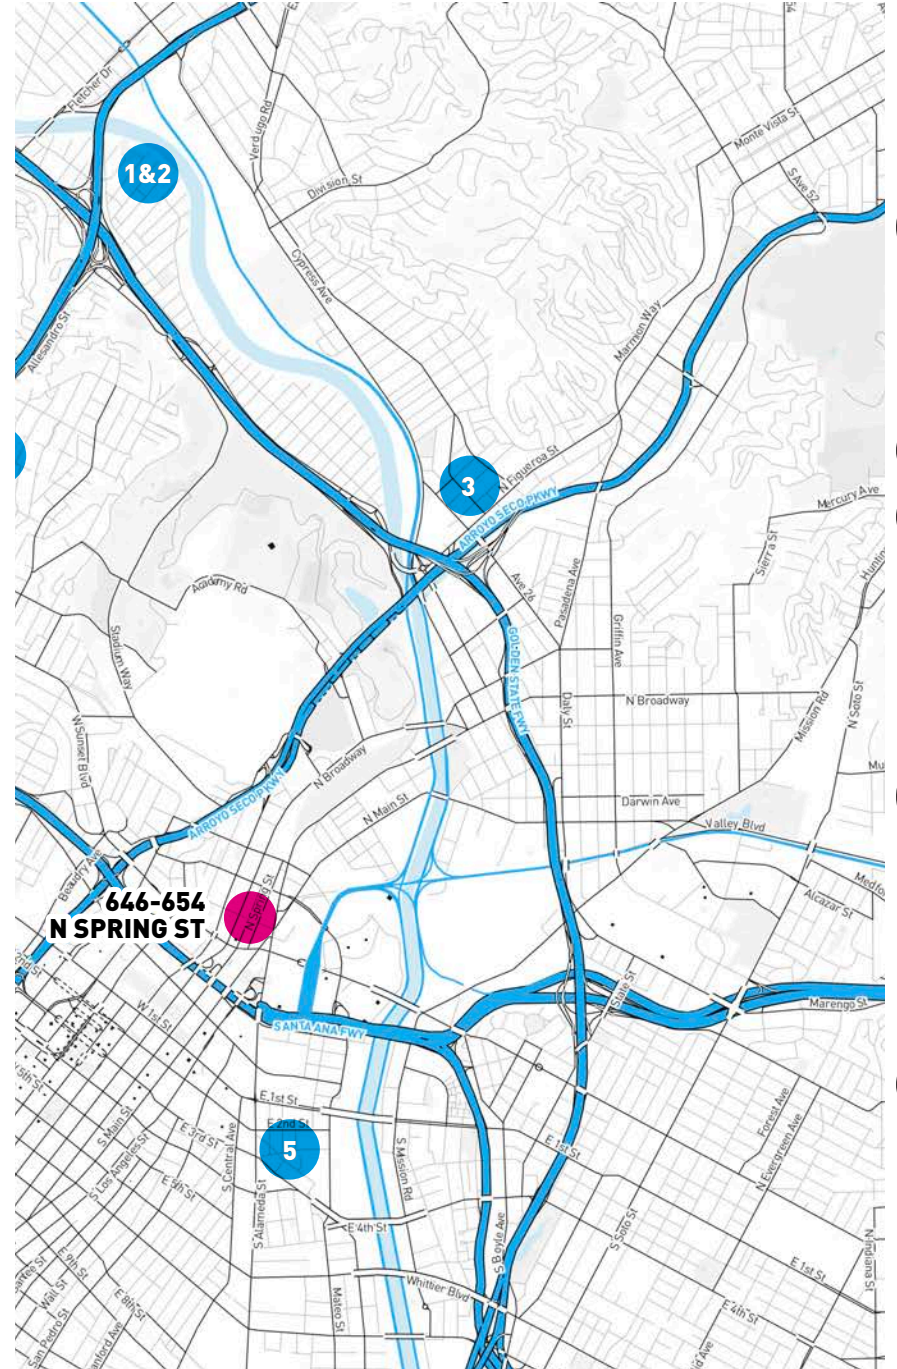 Fletcher Dr
Verdugo Rd
Monte Vista St
1&2
Division St
S Ave 52
Cypress Ave
Allesandro St
Marmion Way
N Figueroa St
3
ARROYO SECO PKWY
Mercury Ave
Sierra St
Academy Rd
Ave 26
Pasadena Ave
Griffin Ave
Stadium Way
GOLDEN STATE FWY
Daly St
N Broadway
Mission Rd
N Soto St
W Sunset Blvd
N Broadway
ARROYO SECO PKWY
N Main St
Darwin Ave
Valley Blvd
Beaudry Ave
646-654
N SPRING ST
N Spring St
Alcazar St
N State St
Marengo St
W 1st St
SANTA ANA FWY
E 1st St
E 2nd St
5
S Main St
E 3rd St
S Central Ave
S Los Angeles St
E 5th St
S Alameda St
S Mission Rd
E 1st St
Forest Ave
N Evergreen Ave
E 4th St
S Boyle Ave
S Soto St
N Indiana St
E 1st St
Whittier Blvd
E 4th St
E 9th St
Wall St
E 8th St
Mateo St
San Pedro St